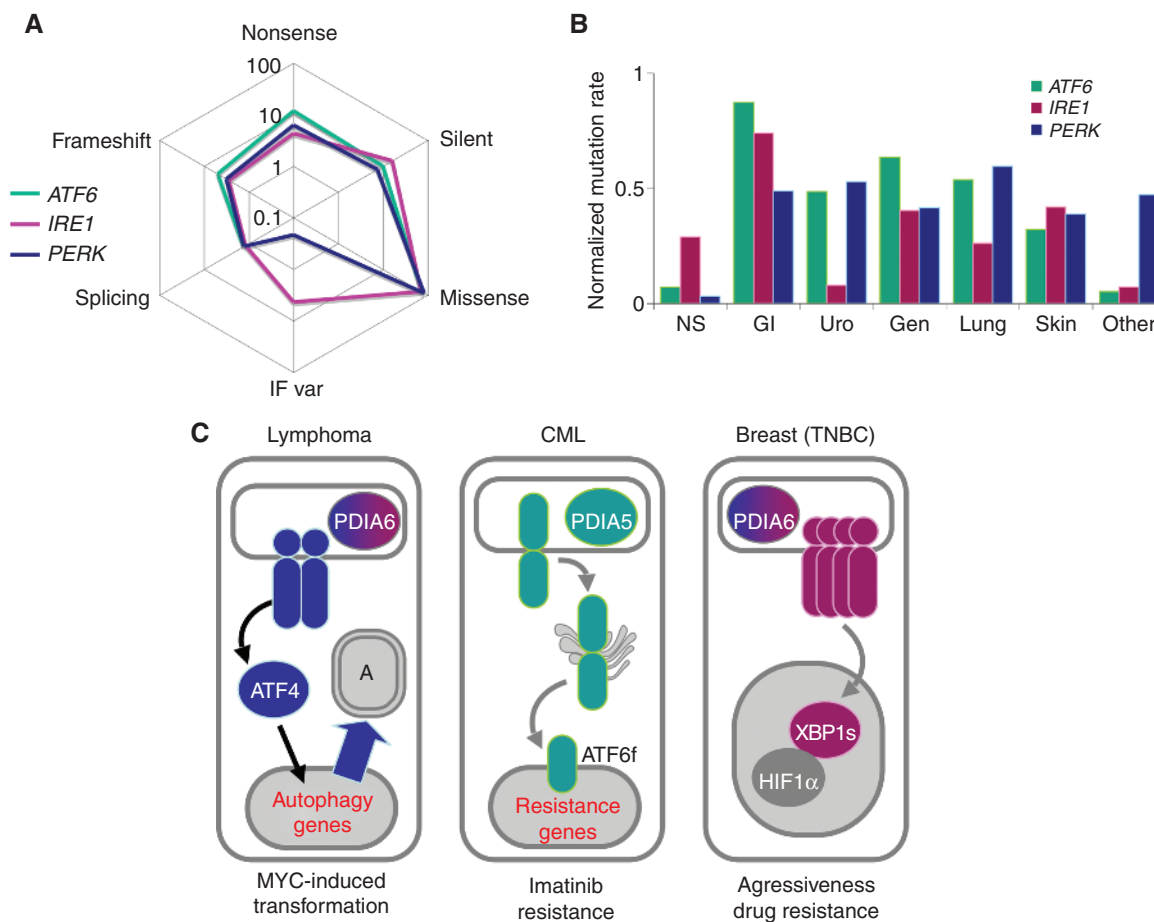 A
Nonsense
100
10
1
0.1
Frameshift
Silent
Splicing
Missense
IF var
ATF6
IRE1
PERK
B
Normalized mutation rate
1
0.5
0
ATF6
IRE1
PERK
NS GI Uro Gen Lung Skin Other
C
Lymphoma
PDIA6
ATF4
A
Autophagy
genes
MYC-induced
transformation
CML
PDIA5
ATF6f
Resistance
genes
Imatinib
resistance
Breast (TNBC)
PDIA6
XBP1s
HIF1α
Agressiveness
drug resistance